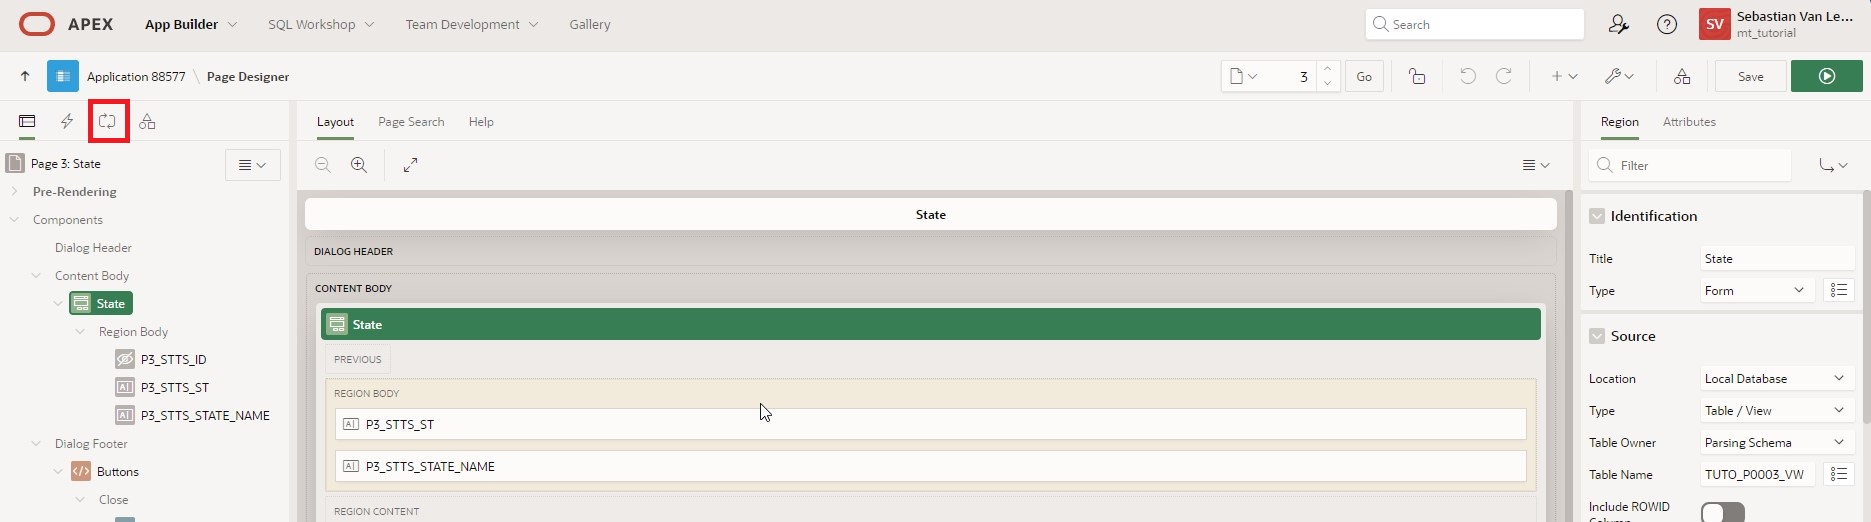 APEX App Builder SQL Workshop Team Development Gallery Search SV Sebastian Van Le...
mt_tutorial
Application 88577 \ Page Designer 3 Go Save
Layout Page Search Help Region Attributes
Page 3: State Filter
Pre-Rendering
Components State Identification
Dialog Header DIALOG HEADER Title State
Content Body CONTENT BODY Type Form
State State Source
Region Body PREVIOUS
P3_STTS_ID REGION BODY Location Local Database
P3_STTS_ST P3_STTS_ST Type Table / View
P3_STTS_STATE_NAME Table Owner Parsing Schema
Dialog Footer P3_STTS_STATE_NAME Table Name TUTO_P0003_VW
Buttons
Close REGION CONTENT Include ROWID